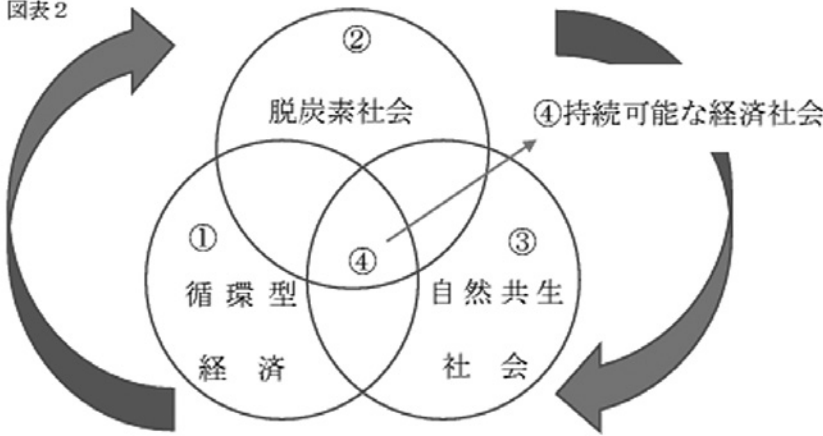 図表2
②
脱炭素社会
④持続可能な経済社会
①
循環型
経済
④
③
自然共生
社会